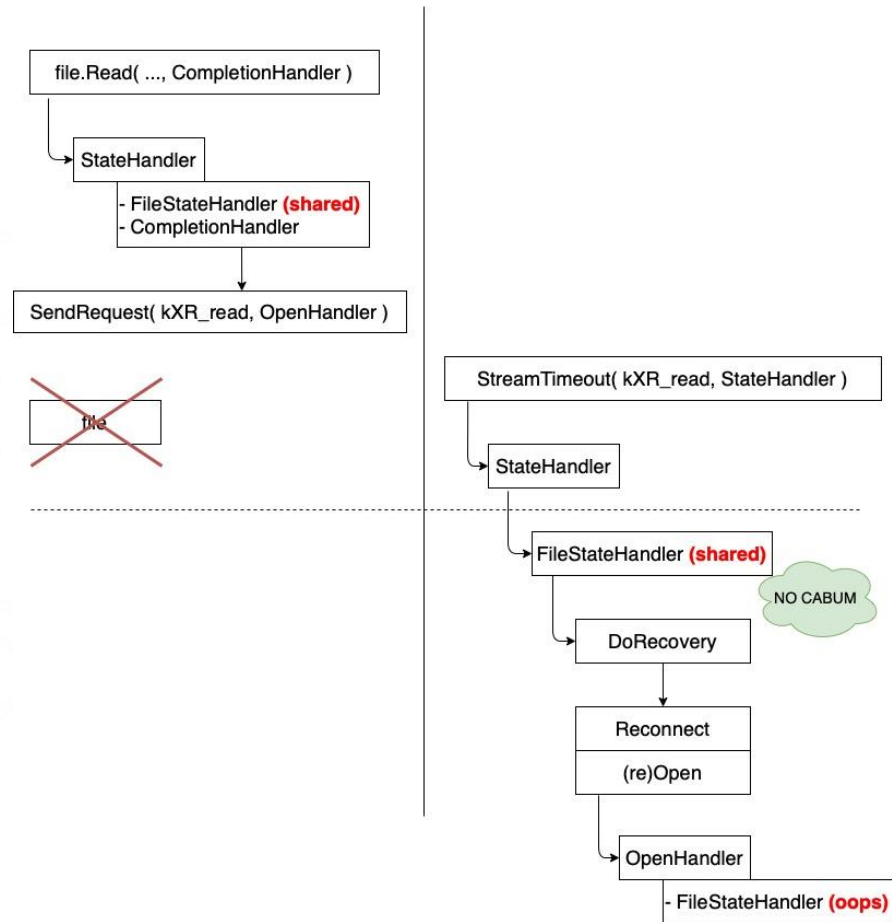 file.Read( ..., CompletionHandler )
StateHandler
- FileStateHandler (shared)
- CompletionHandler
SendRequest( kXR_read, OpenHandler )
file
StreamTimeout( kXR_read, StateHandler )
StateHandler
FileStateHandler (shared)
NO CABUM
DoRecovery
Reconnect
(re)Open
OpenHandler
- FileStateHandler (oops)